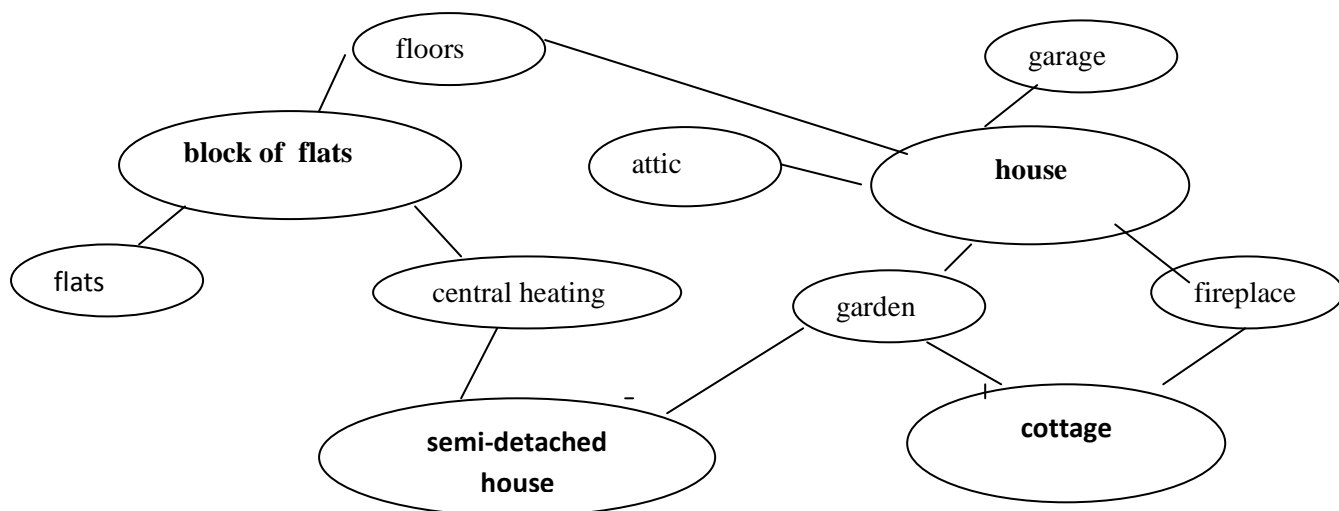 floors
garage
block of flats
attic
house
flats
central heating
garden
fireplace
semi-detached
house
cottage